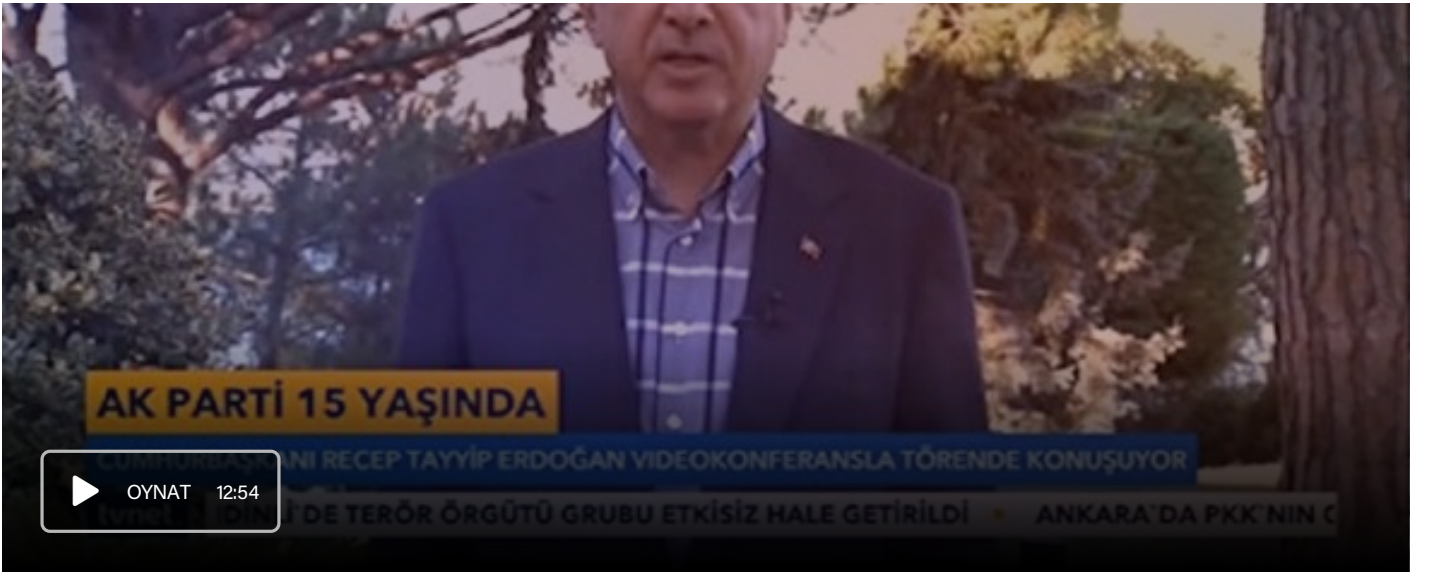 AK PARTİ 15 YAŞINDA
CUMHURBAŞKANI RECEP TAYYİP ERDOĞAN VİDEOKONFERANSLA TÖRENDE KONUŞUYOR
OYNAT 12:54
tvnet
'DE TERÖR ÖRGÜTÜ GRUBU ETKİSİZ HALE GETİRİLDİ • ANKARA'DA PKK'NIN